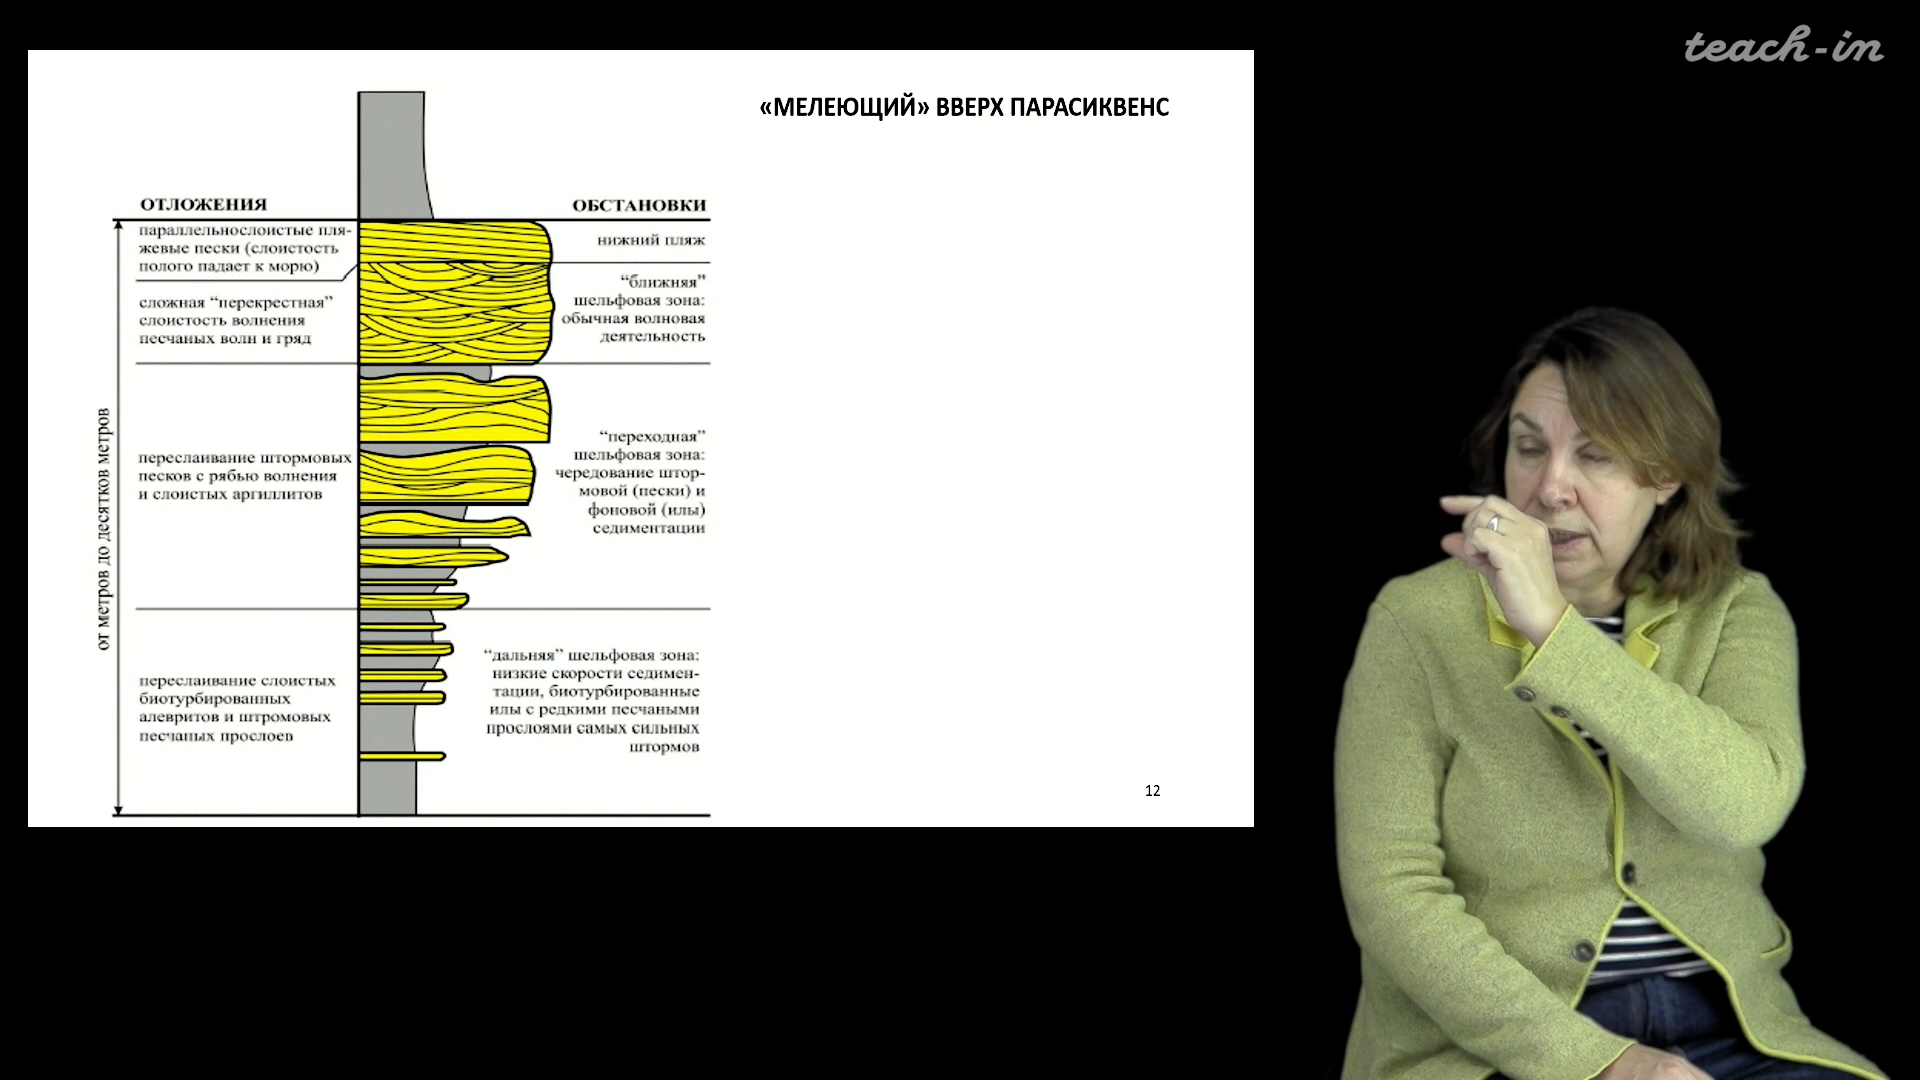 teach-in
«МЕЛЕЮЩИЙ» ВВЕРХ ПАРАСИКВЕНС
ОТЛОЖЕНИЯ
ОБСТАНОВКИ
параллельнослоистые пля-
жевые пески (слоистость
полого падает к морю)
нижний пляж
сложная “перекрестная”
слоистость волнения
песчаных волн и гряд
“ближняя”
шельфовая зона:
обычная волновая
деятельность
переслаивание штормовых
песков с рябью волнения
и слоистых аргиллитов
“переходная”
шельфовая зона:
чередование штор-
мовой (пески) и
фоновой (илы)
седиментации
переслаивание слоистых
биотурбированных
алевритов и штромовых
песчаных прослоев
“дальняя” шельфовая зона:
низкие скорости седимен-
тации, биотурбированные
илы с редкими песчаными
прослоями самых сильных
штормов
от метров до десятков метров
12